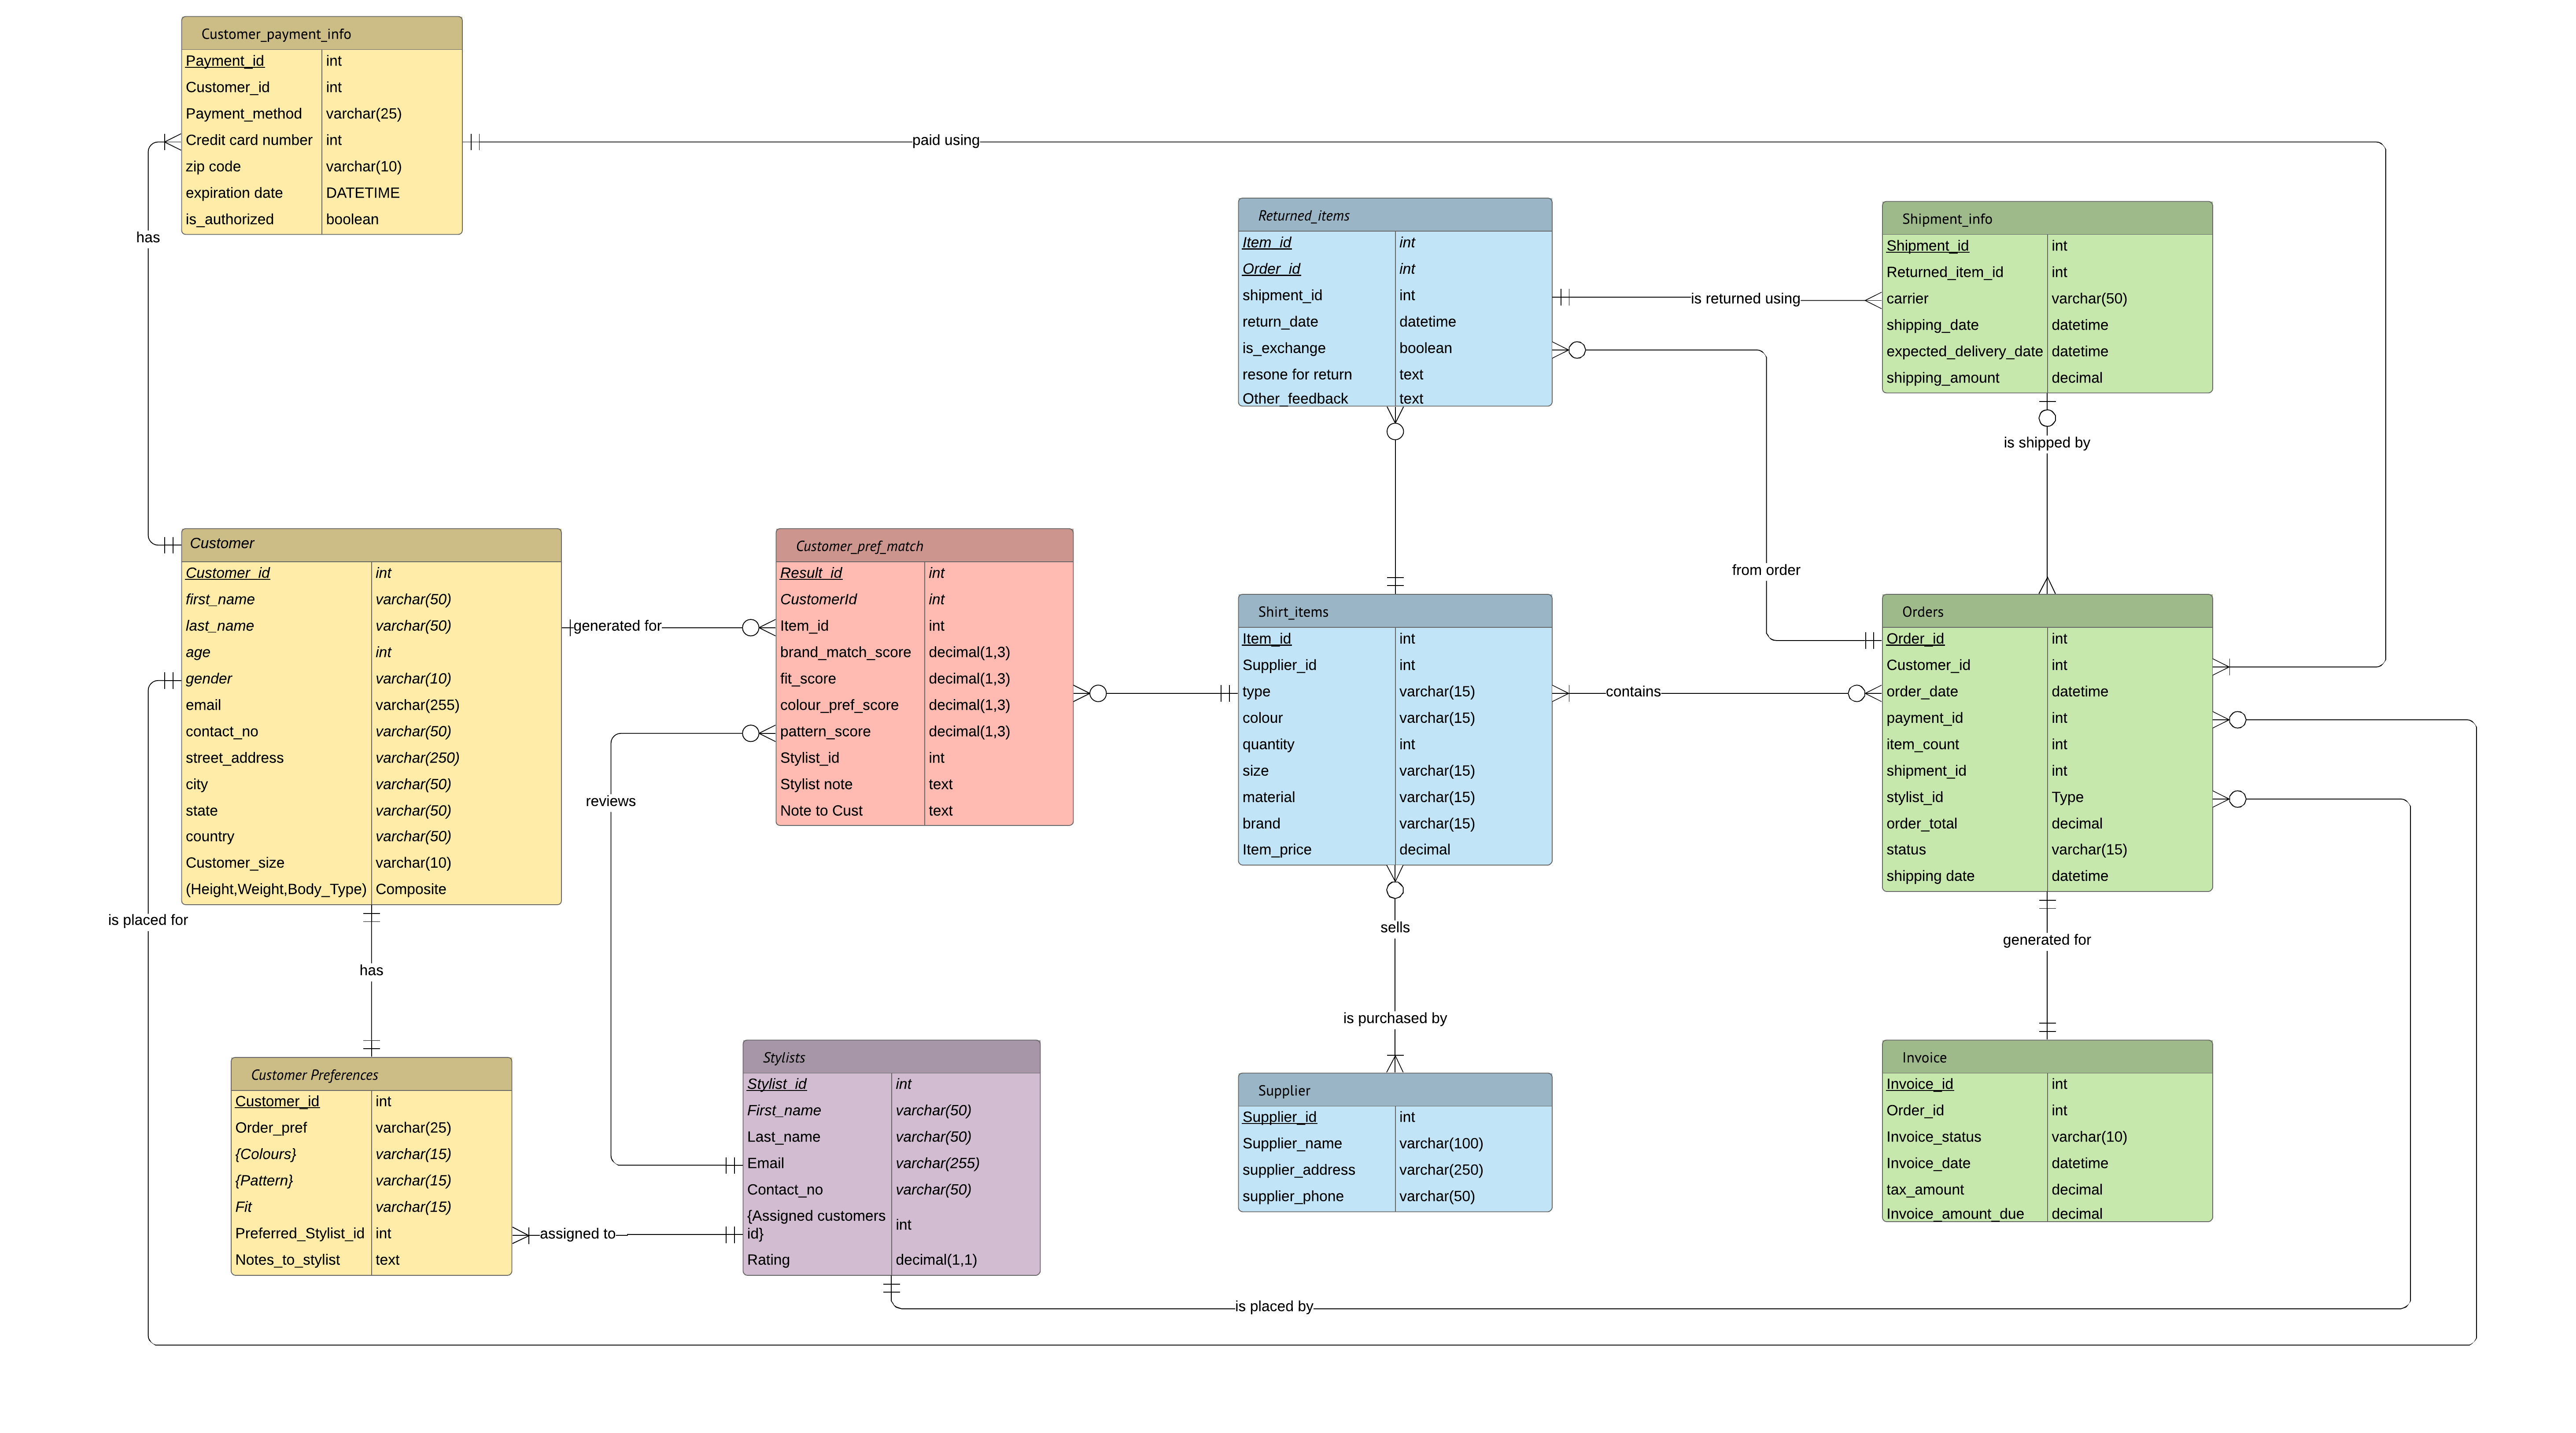 Customer_payment_info
Payment_id int
Customer_id int
Payment_method varchar(25)
Credit card number int
zip code varchar(10)
expiration date DATETIME
is_authorized boolean
paid using
has
Returned_items
Item_id int
Order_id int
shipment_id int
return_date datetime
is_exchange boolean
resone for return text
Other_feedback text
is returned using
Shipment_info
Shipment_id int
Returned_item_id int
carrier varchar(50)
shipping_date datetime
expected_delivery_date datetime
shipping_amount decimal
is shipped by
from order
Customer
Customer_id int
first_name varchar(50)
last_name varchar(50)
age int
gender varchar(10)
email varchar(255)
contact_no varchar(50)
street_address varchar(250)
city varchar(50)
state varchar(50)
country varchar(50)
Customer_size varchar(10)
(Height,Weight,Body_Type) Composite
generated for
Customer_pref_match
Result_id int
CustomerId int
Item_id int
brand_match_score decimal(1,3)
fit_score decimal(1,3)
colour_pref_score decimal(1,3)
pattern_score decimal(1,3)
Stylist_id int
Stylist note text
Note to Cust text
reviews
Shirt_items
Item_id int
Supplier_id int
type varchar(15)
colour varchar(15)
quantity int
size varchar(15)
material varchar(15)
brand varchar(15)
Item_price decimal
contains
Orders
Order_id int
Customer_id int
order_date datetime
payment_id int
item_count int
shipment_id int
stylist_id Type
order_total decimal
status varchar(15)
shipping date datetime
is placed for
has
sells
is purchased by
generated for
Customer Preferences
Customer_id int
Order_pref varchar(25)
{Colours} varchar(15)
{Pattern} varchar(15)
Fit varchar(15)
Preferred_Stylist_id int
Notes_to_stylist text
assigned to
Stylists
Stylist_id int
First_name varchar(50)
Last_name varchar(50)
Email varchar(255)
Contact_no varchar(50)
{Assigned customers
id} int
Rating decimal(1,1)
Supplier
Supplier_id int
Supplier_name varchar(100)
supplier_address varchar(250)
supplier_phone varchar(50)
Invoice
Invoice_id int
Order_id int
Invoice_status varchar(10)
Invoice_date datetime
tax_amount decimal
Invoice_amount_due decimal
is placed by